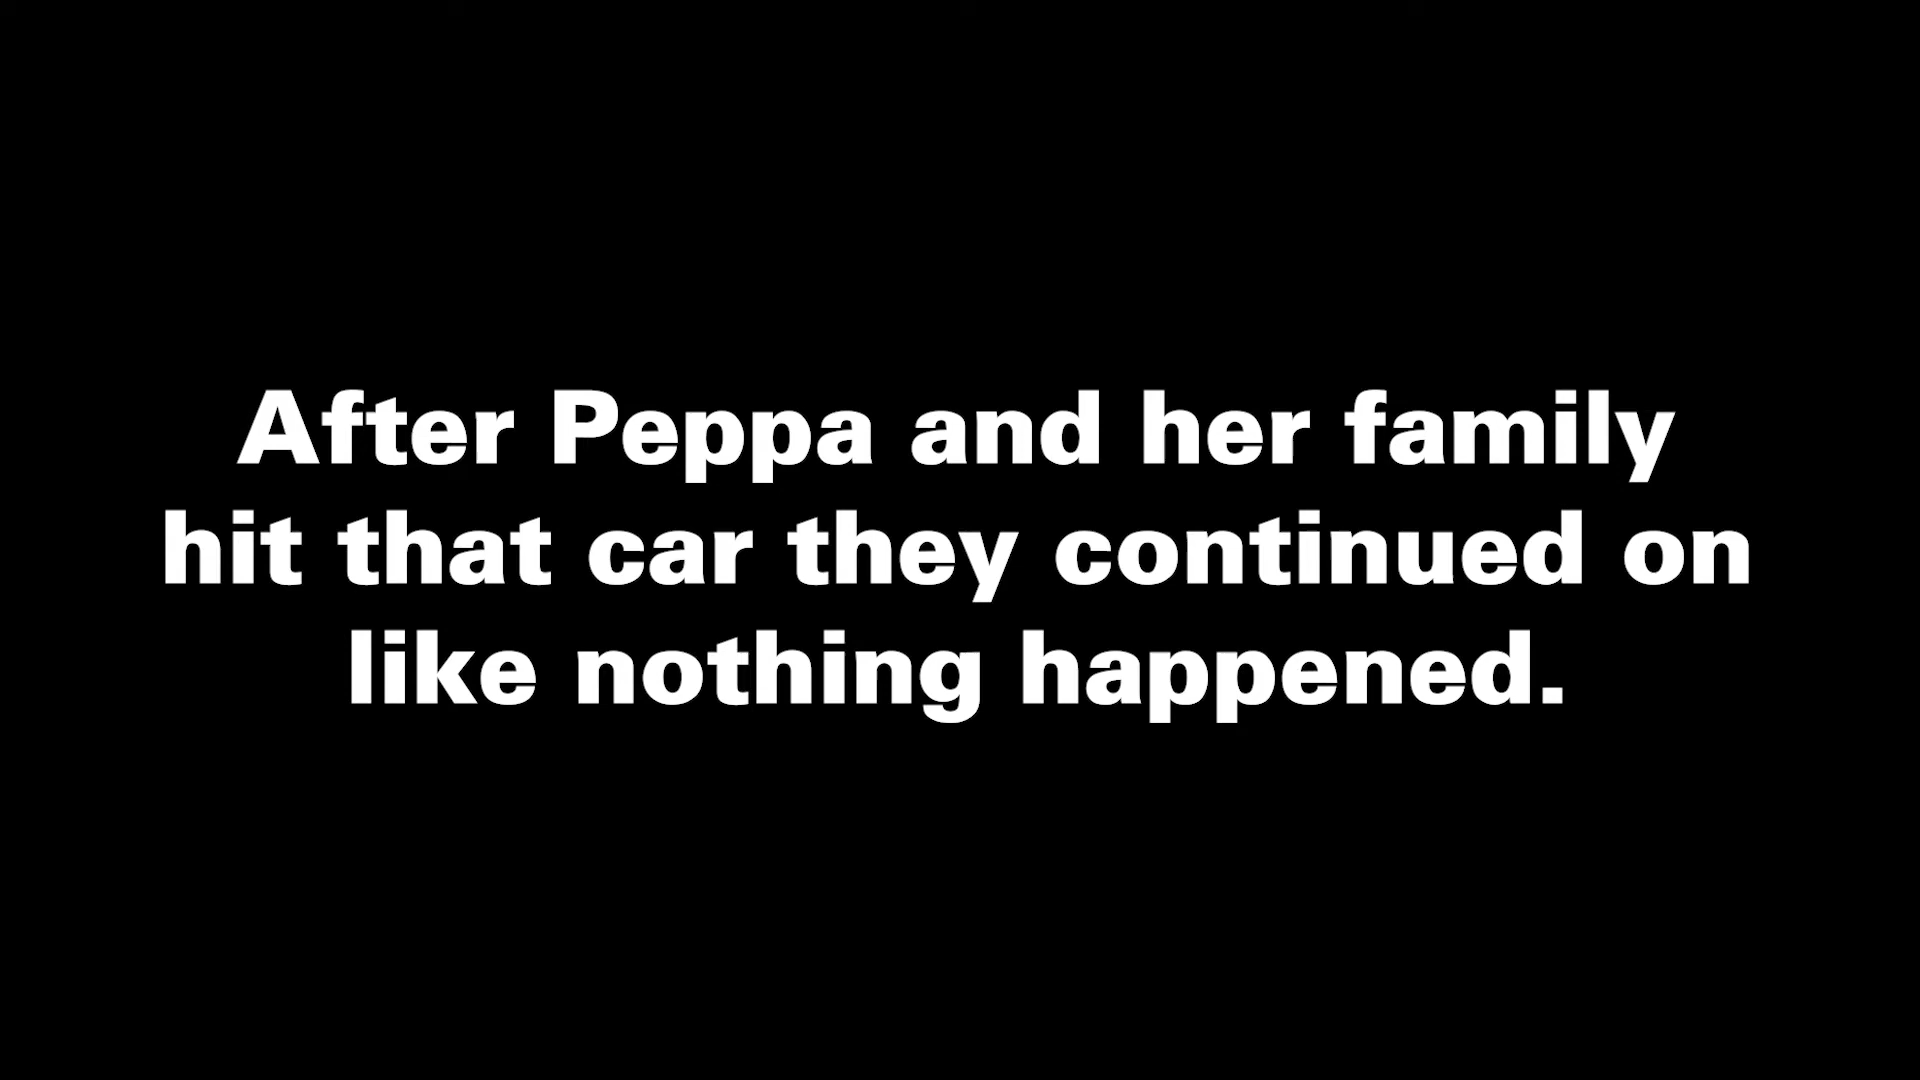 After Peppa and her family
hit that car they continued on
like nothing happened.